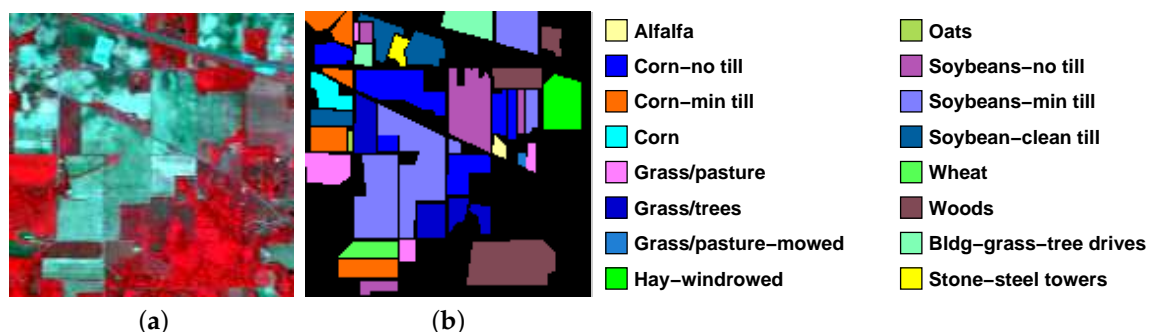 Alfalfa
Corn−no till
Corn−min till
Corn
Grass/pasture
Grass/trees
Grass/pasture−mowed
Hay−windrowed
Oats
Soybeans−no till
Soybeans−min till
Soybean−clean till
Wheat
Woods
Bldg−grass−tree drives
Stone−steel towers
(a)
(b)